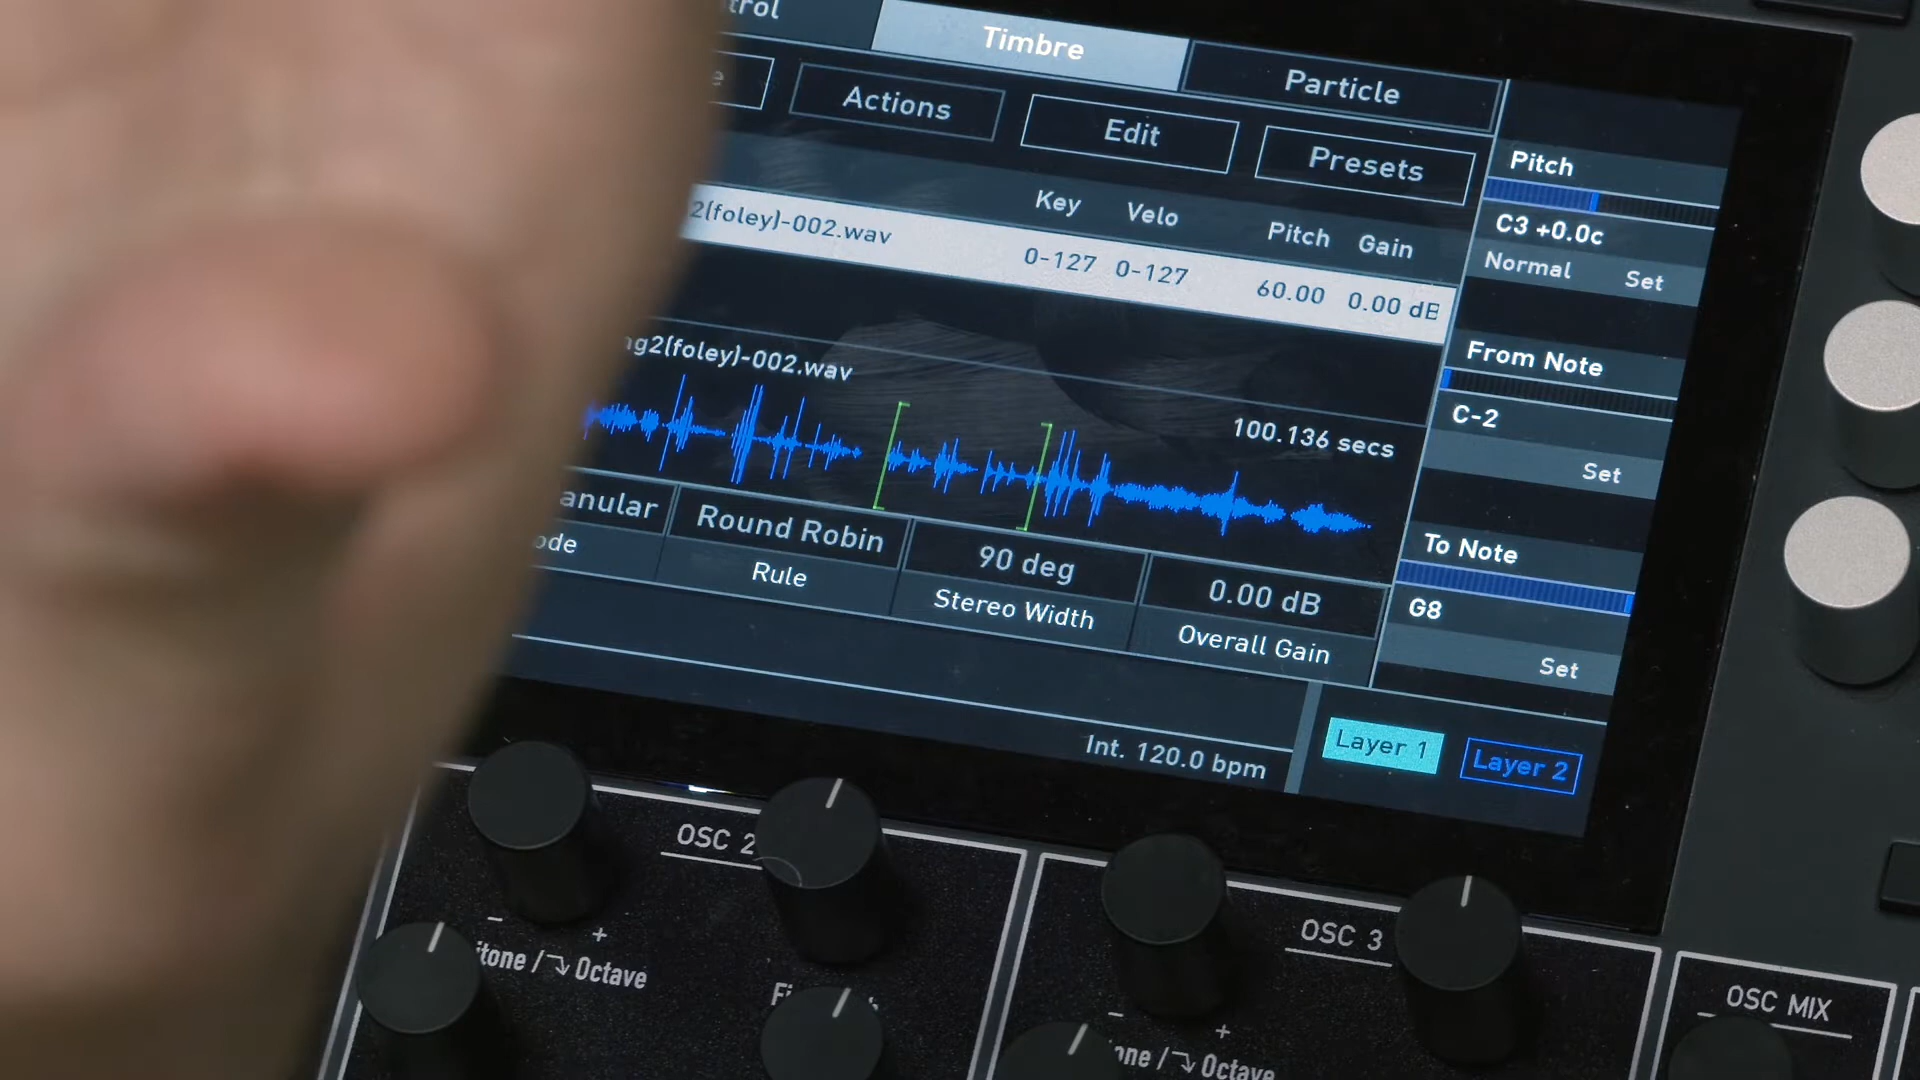 Timbre
Particle
Actions
Edit
Presets
Key Velo Pitch Gain
2(foley)-002.wav 0-127 0-127 60.00 0.00 dB
ng2(foley)-002.wav
100.136 secs
anular Round Robin 90 deg 0.00 dB
ode Rule Stereo Width Overall Gain
Int. 120.0 bpm
Pitch
C3 +0.0c
Normal Set
From Note
C-2
Set
To Note
G8
Set
Layer 1 Layer 2
OSC 2
- +
itone / Octave
OSC 3
- +
one / Octave
OSC MIX